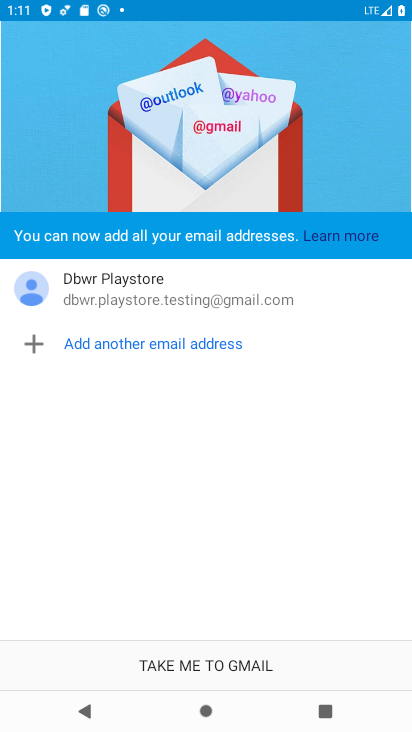 1:11
LTE
@outlook
@yahoo
@gmail
You can now add all your email addresses. Learn more
Dbwr Playstore
dbwr.playstore.testing@gmail.com
Add another email address
TAKE ME TO GMAIL